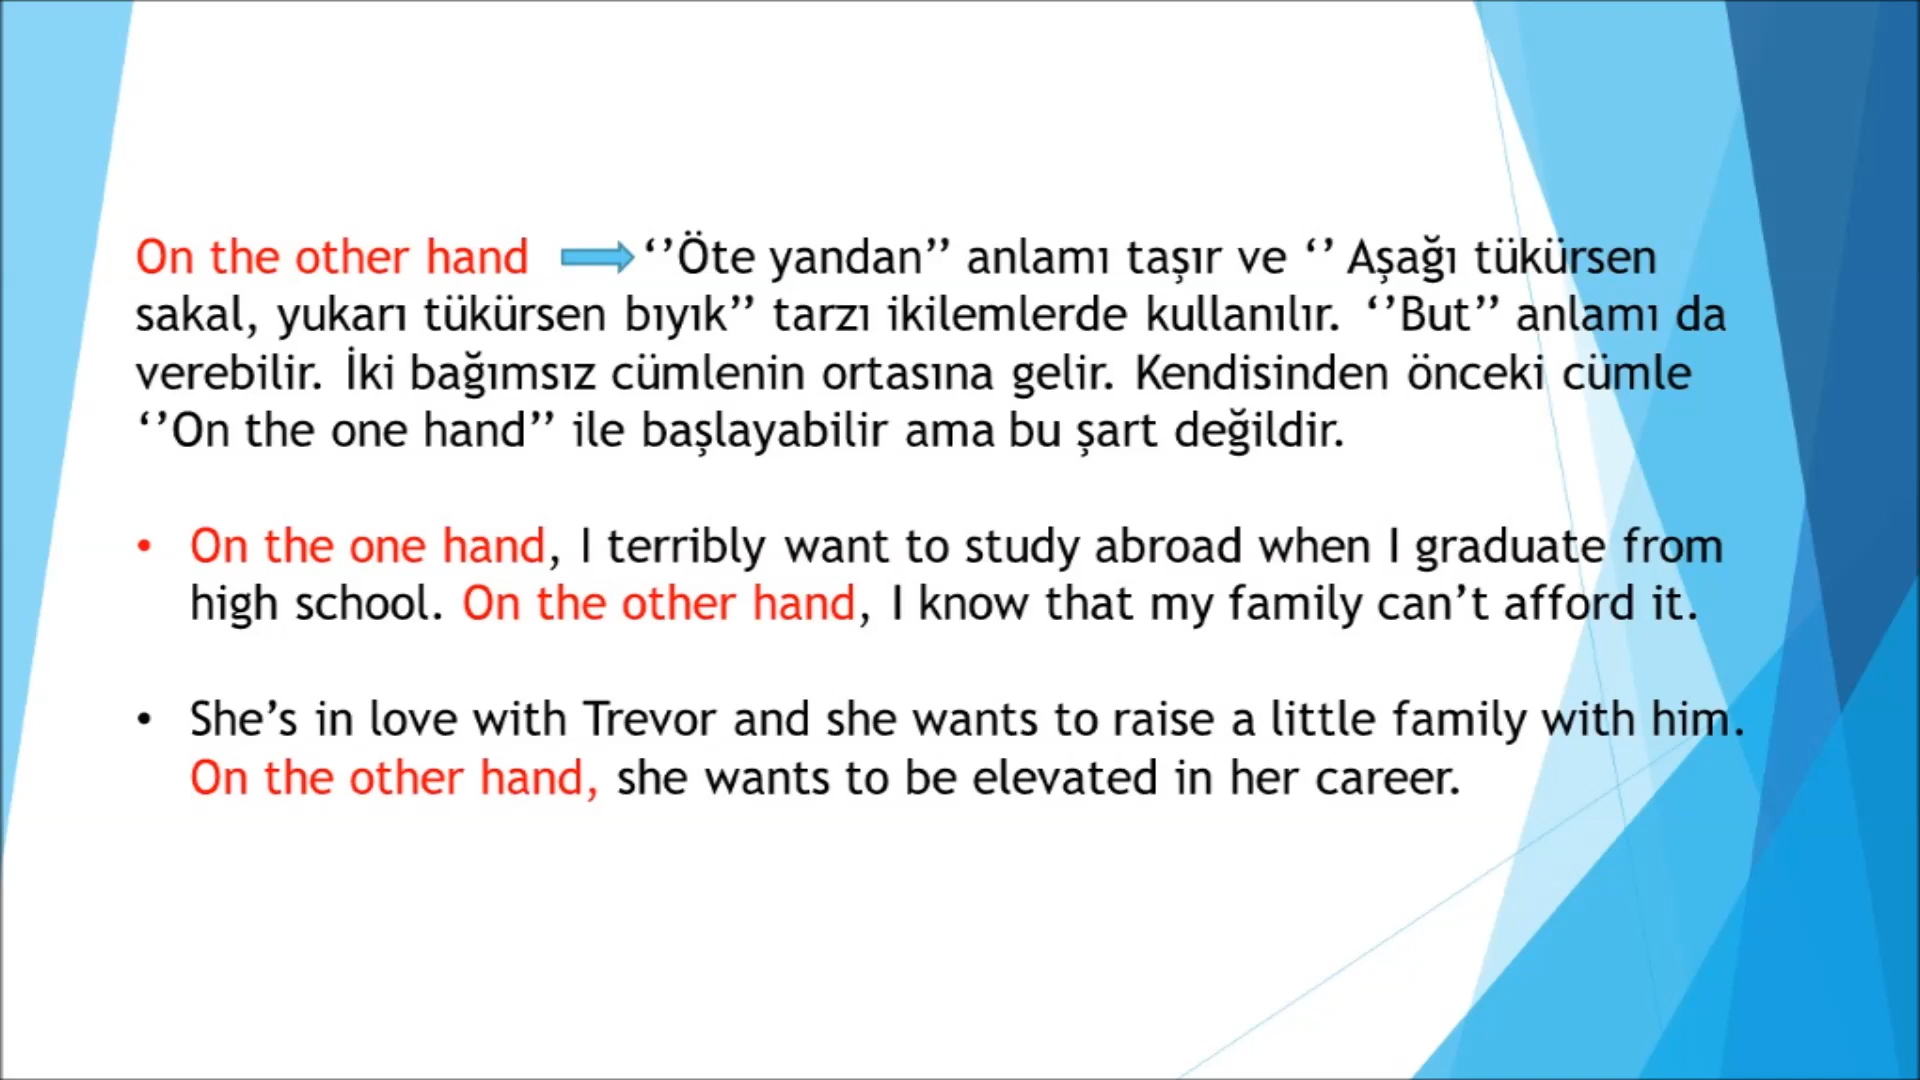 On the other hand ‘’Öte yandan’’ anlamı taşır ve ‘’ Aşağı tükürsen
sakal, yukarı tükürsen bıyık’’ tarzı ikilemlerde kullanılır. ‘’But’’ anlamı da
verebilir. İki bağımsız cümlenin ortasına gelir. Kendisinden önceki cümle
‘’On the one hand’’ ile başlayabilir ama bu şart değildir.
• On the one hand, I terribly want to study abroad when I graduate from
high school. On the other hand, I know that my family can’t afford it.
• She’s in love with Trevor and she wants to raise a little family with him.
On the other hand, she wants to be elevated in her career.